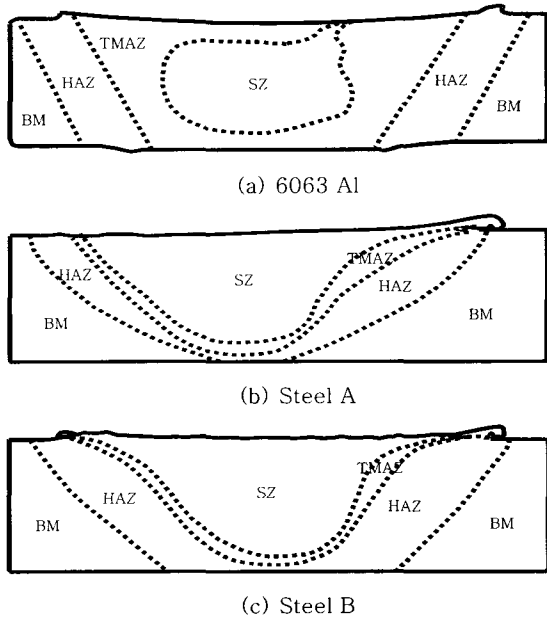 TMAZ
HAZ
SZ
HAZ
BM
BM
(a) 6063 Al
TMAZ
HAZ
SZ
HAZ
BM
BM
(b) Steel A
TMAZ
SZ
HAZ
HAZ
BM
BM
(c) Steel B